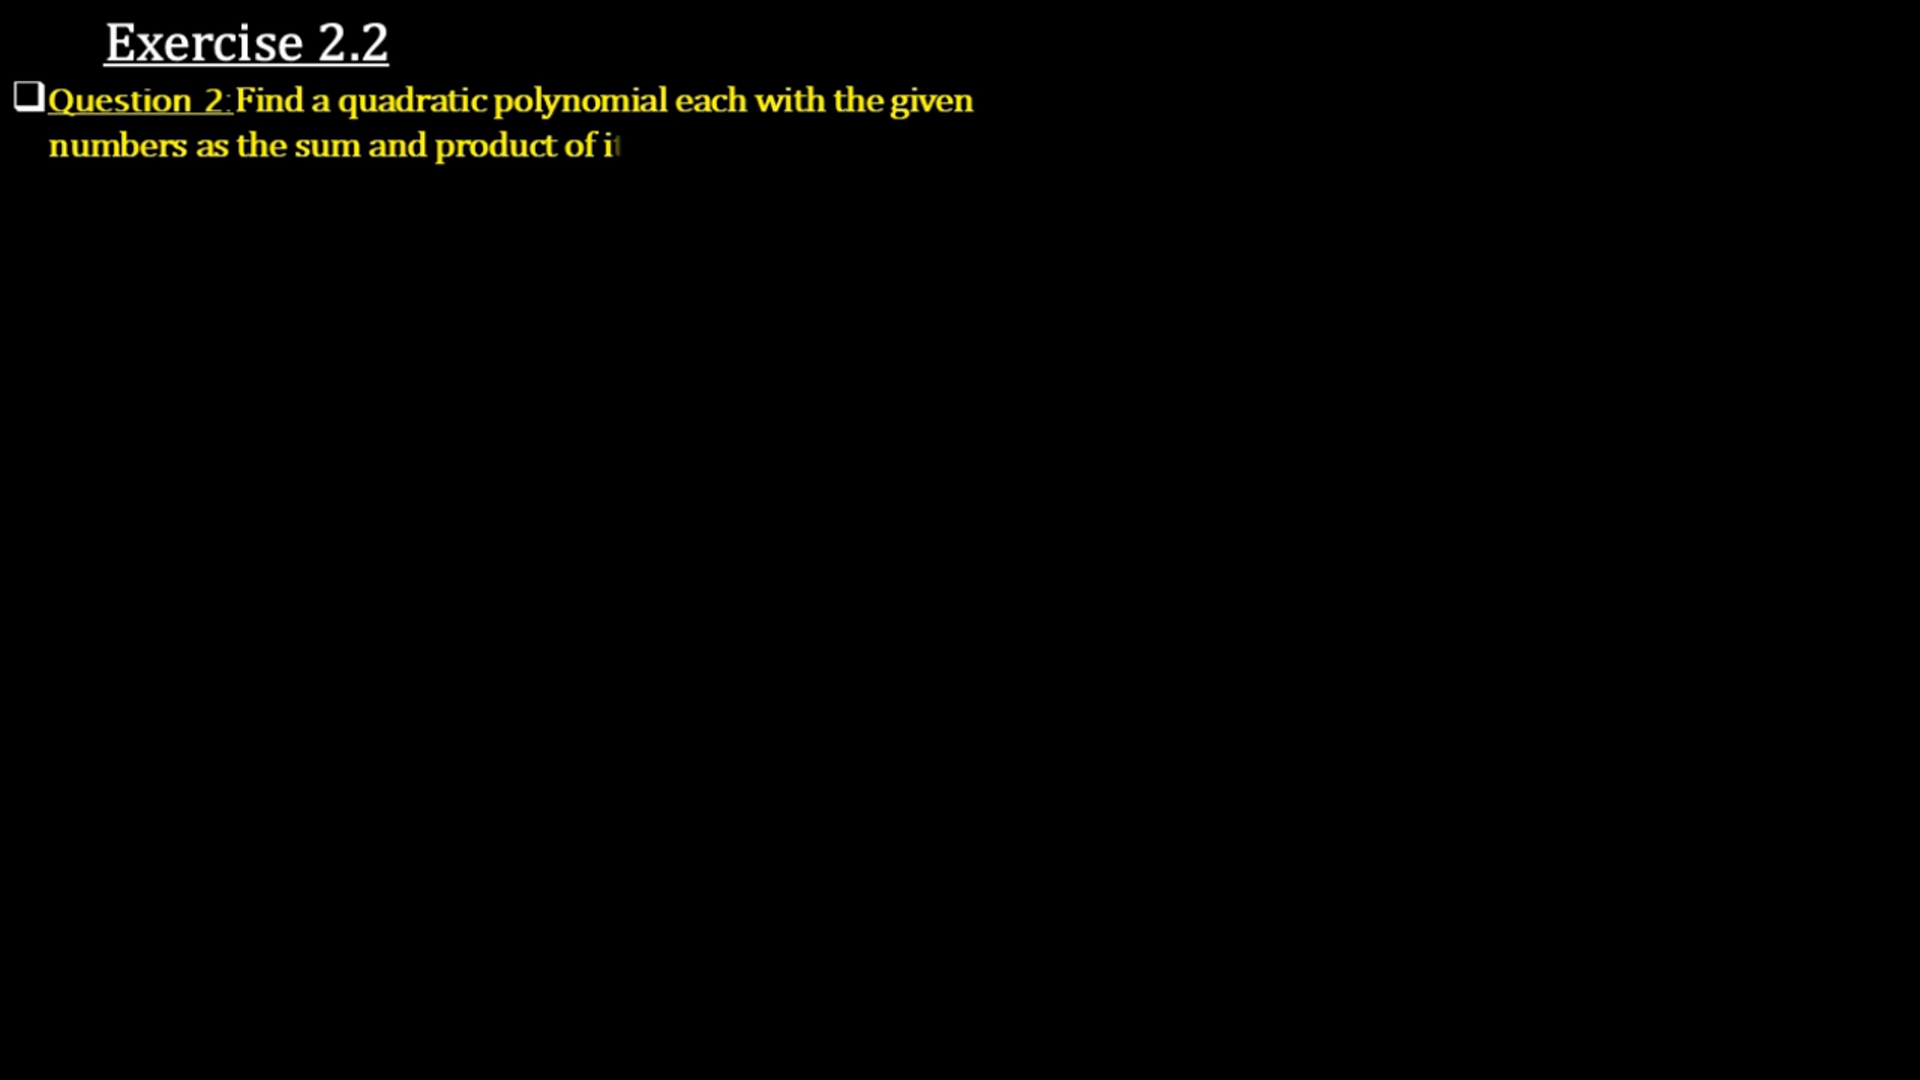 Exercise 2.2
Question 2:Find a quadratic polynomial each with the given
numbers as the sum and product of